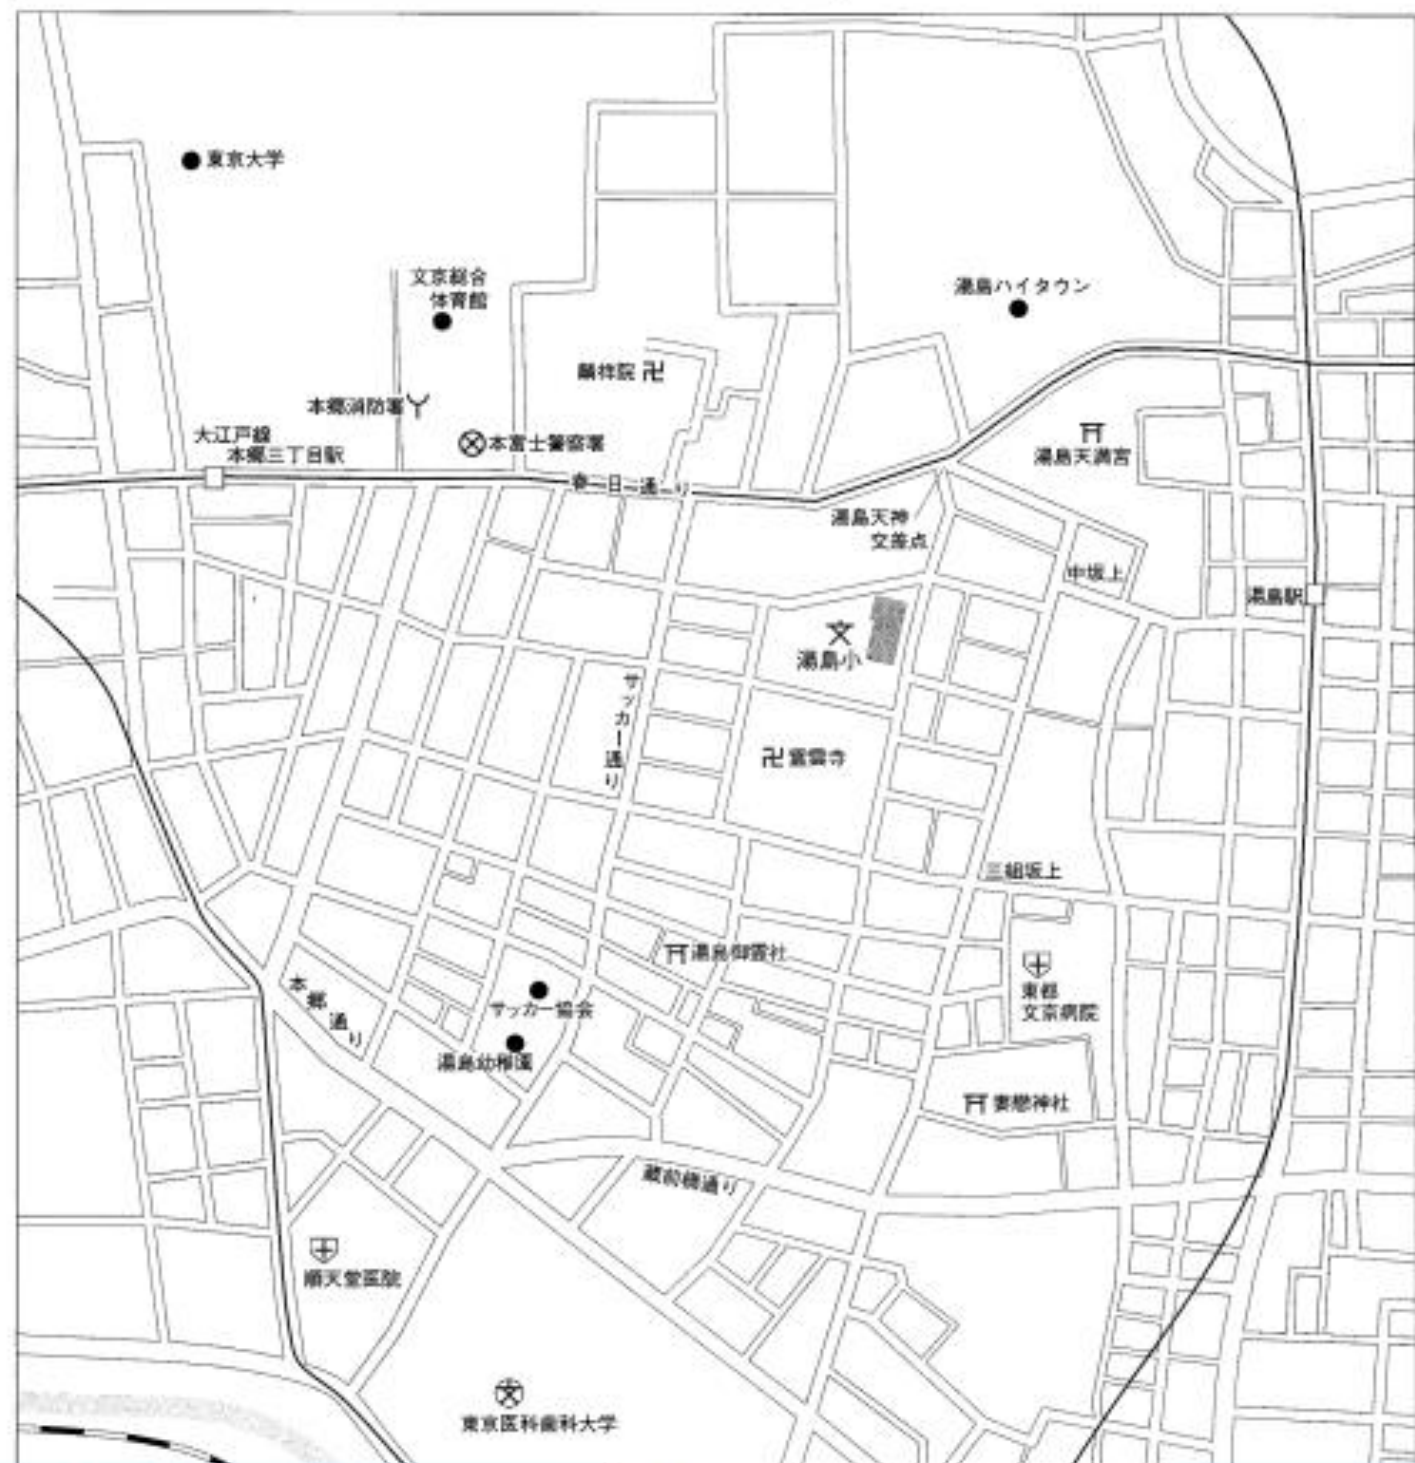 東京大学
文京総合
体育館
湯島ハイタウン
麟祥院
本郷消防署
本富士警察署
大江戸線
本郷三丁目駅
春日通り
湯島天満宮
湯島天神
交差点
中坂上
湯島駅
湯島小
サッカー通り
霊雲寺
三組坂上
湯島御霊社
東都
文京病院
サッカー協会
湯島幼稚園
本郷通り
妻恋神社
蔵前橋通り
順天堂医院
東京医科歯科大学